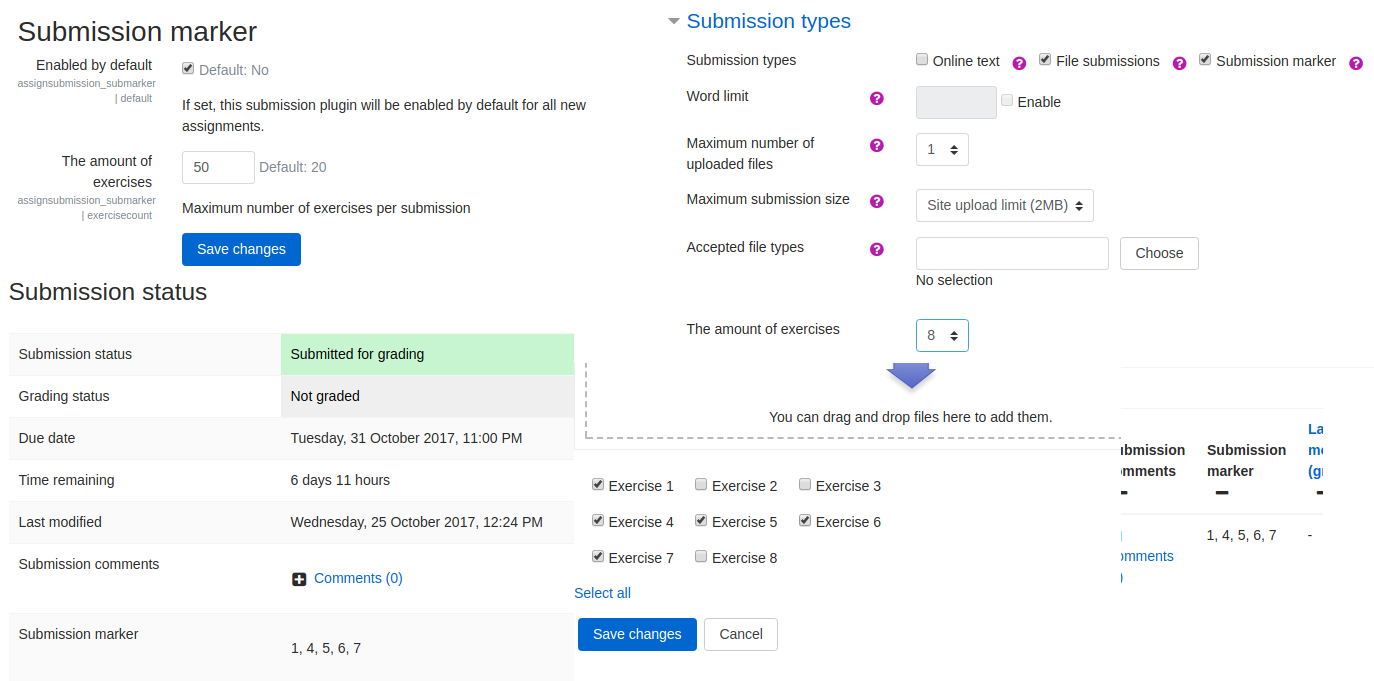 Submission marker
Enabled by default
assignsubmission_submarker
| default
Default: No
If set, this submission plugin will be enabled by default for all new
assignments.
The amount of
exercises
assignsubmission_submarker
| exercisecount
50 Default: 20
Maximum number of exercises per submission
Save changes
Submission types
Submission types
Online text ? File submissions ? Submission marker ?
Word limit ? Enable
Maximum number of
uploaded files
? 1
Maximum submission size ? Site upload limit (2MB)
Accepted file types ? Choose
No selection
The amount of exercises 8
Submission status
Submission status Submitted for grading
Grading status Not graded
Due date Tuesday, 31 October 2017, 11:00 PM
Time remaining 6 days 11 hours
Last modified Wednesday, 25 October 2017, 12:24 PM
Submission comments
Comments (0)
Submission marker
1, 4, 5, 6, 7
You can drag and drop files here to add them.
Exercise 1 Exercise 2 Exercise 3
Exercise 4 Exercise 5 Exercise 6
Exercise 7 Exercise 8
Select all
Save changes Cancel
Submission
marker
1, 4, 5, 6, 7 -